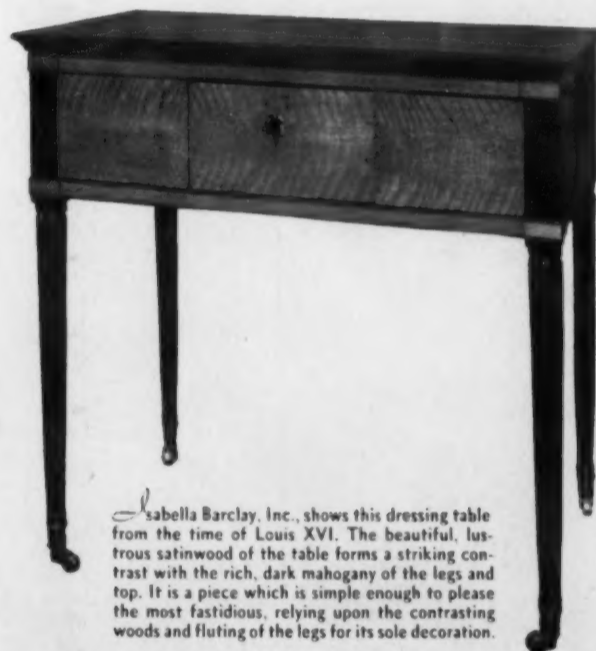 Isabella Barclay, Inc., shows this dressing table
from the time of Louis XVI. The beautiful, lus-
trous satinwood of the table forms a striking con-
trast with the rich, dark mahogany of the legs and
top. It is a piece which is simple enough to please
the most fastidious, relying upon the contrasting
woods and fluting of the legs for its sole decoration.